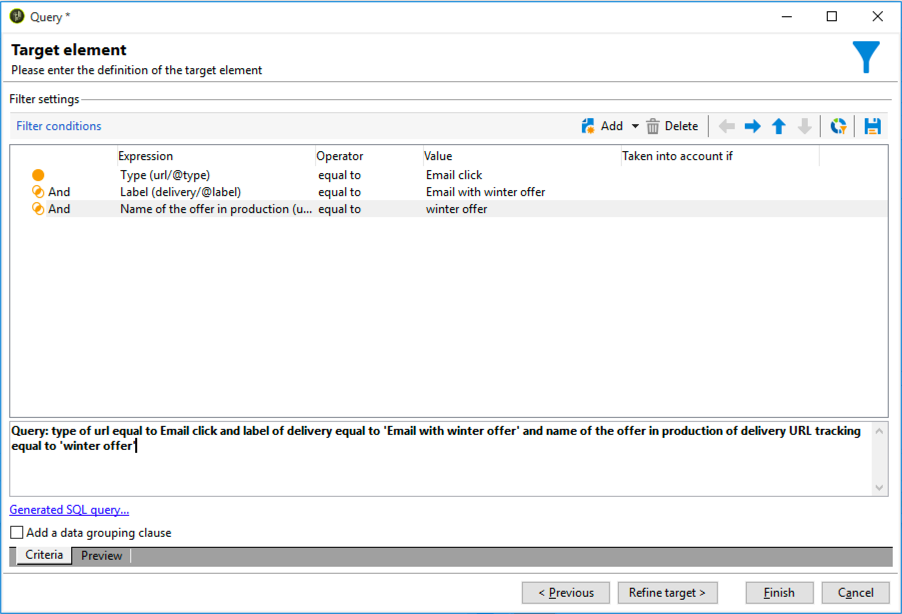 Query *
Target element
Please enter the definition of the target element
Filter settings
Filter conditions Add Delete
Expression Operator Value Taken into account if
Type (url/@type) equal to Email click
And Label (delivery/@label) equal to Email with winter offer
And Name of the offer in production (u... equal to winter offer
Query: type of url equal to Email click and label of delivery equal to 'Email with winter offer' and name of the offer in production of delivery URL tracking
equal to 'winter offer'
Generated SQL query...
Add a data grouping clause
Criteria Preview
< Previous Refine target > Finish Cancel